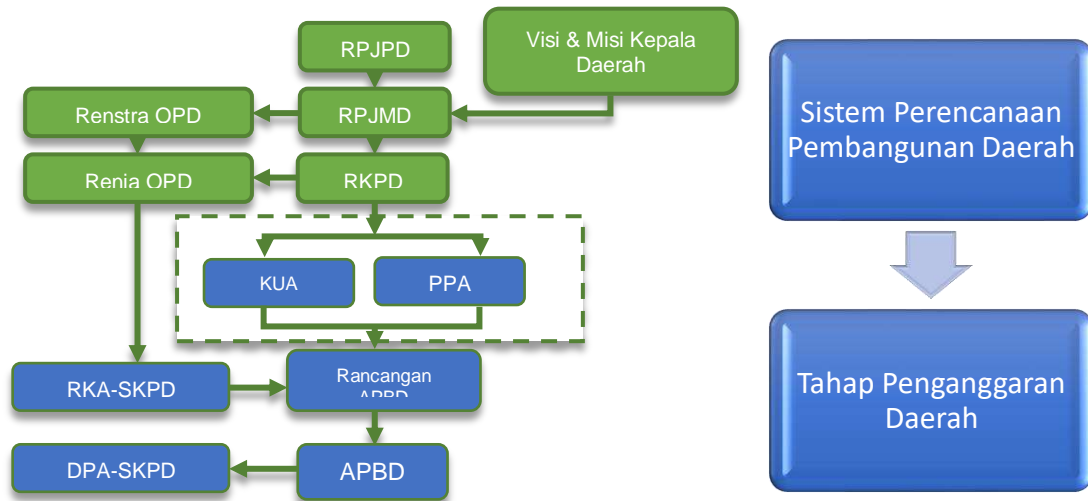 RPJPD
Visi & Misi Kepala
Daerah
Renstra OPD
RPJMD
Renja OPD
RKPD
KUA
PPA
RKA-SKPD
Rancangan
APBD
DPA-SKPD
APBD
Sistem Perencanaan
Pembangunan Daerah
Tahap Penganggaran
Daerah